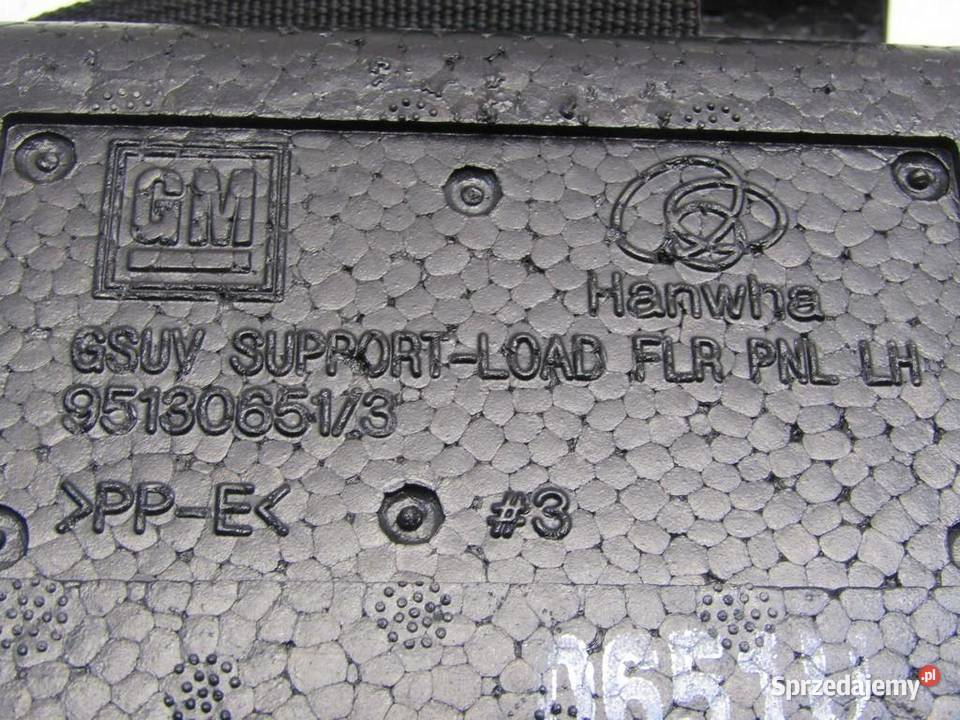 GM
Hanwha
GSUV SUPPORT-LOAD FLR PNL LH
95130651/3
>PP-E< #3
Sprzedajemy.pl